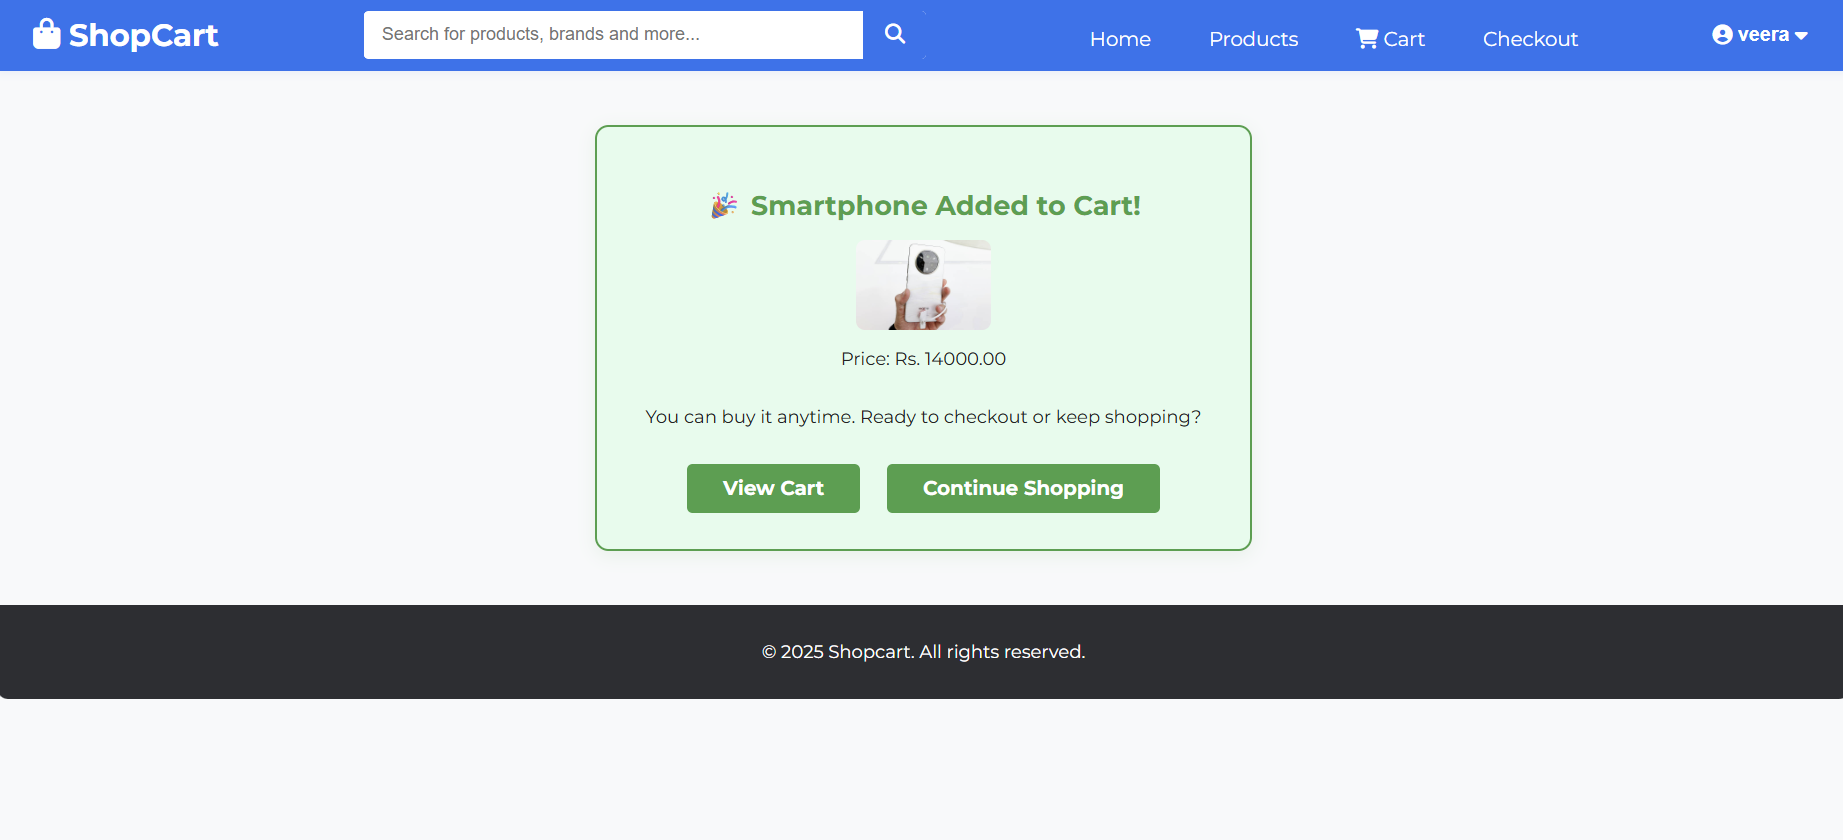 ShopCart
Search for products, brands and more...
Home
Products
Cart
Checkout
veera
Smartphone Added to Cart!
Price: Rs. 14000.00
You can buy it anytime. Ready to checkout or keep shopping?
View Cart
Continue Shopping
© 2025 Shopcart. All rights reserved.